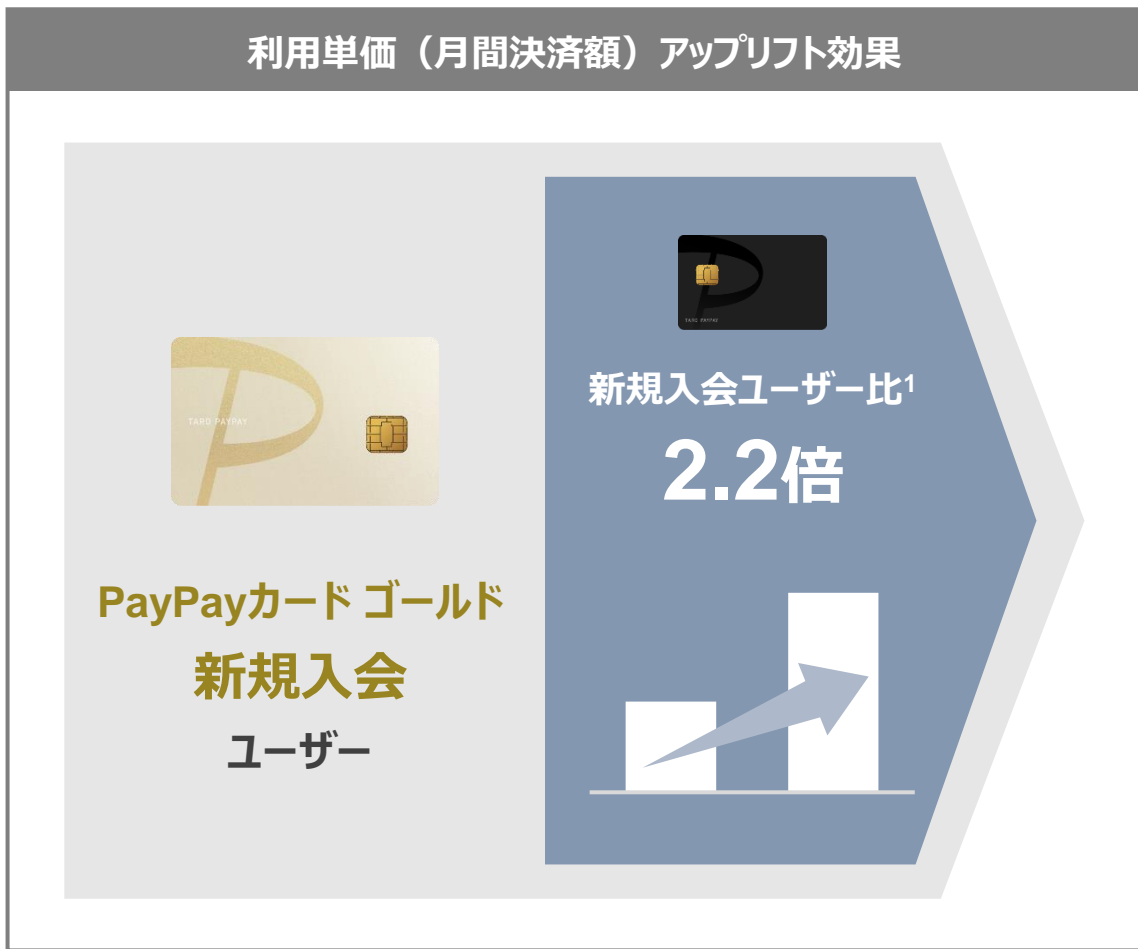 利用単価（月間決済額）アップリフト効果
TARO PAYPAY
PayPayカード ゴールド
新規入会
ユーザー
TARO PAYPAY
新規入会ユーザー比1
2.2倍